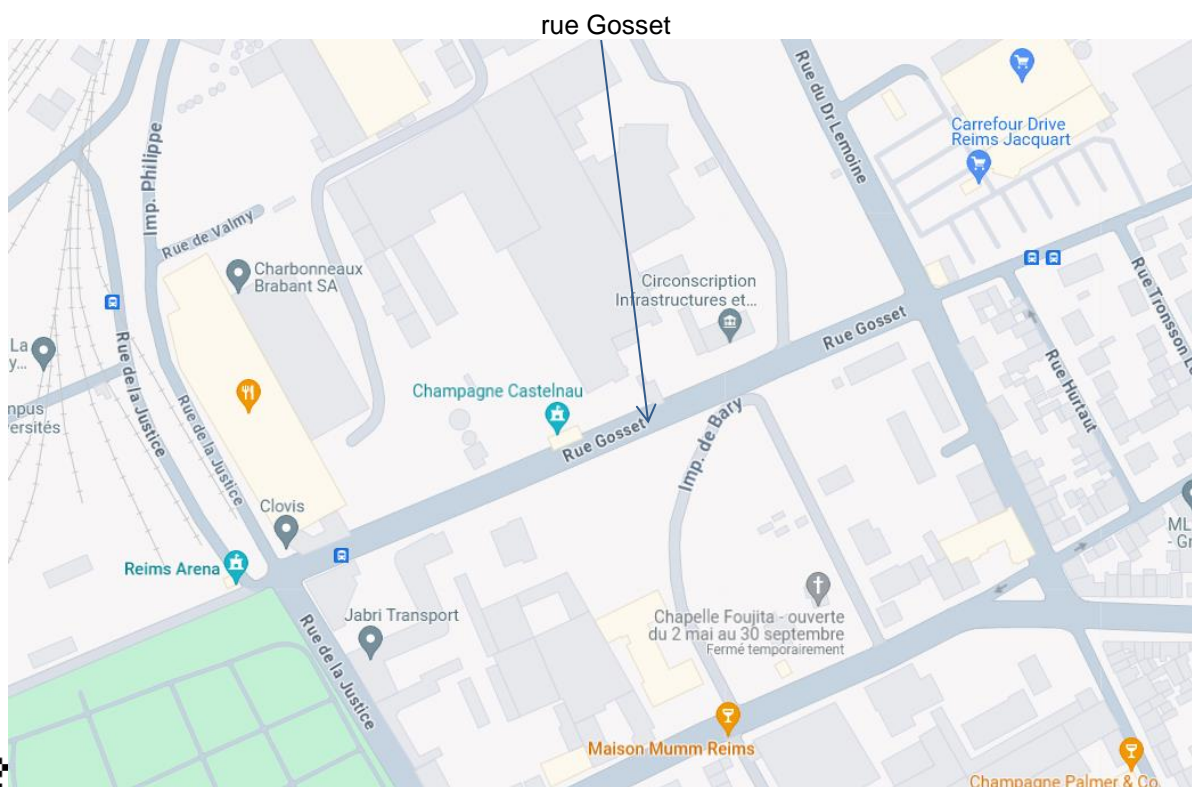 rue Gosset
Rue du Dr Lemoine
Carrefour Drive
Reims Jacquart
Imp. Philippe
Rue de Valmy
Charbonneaux
Brabant SA
Circonscription
Infrastructures et...
Rue Gosset
Rue Tronsson
Rue Hurtaut
La
y...
Rue de la Justice
Rue de la Justice
Champagne Castelnau
Rue Gosset
Imp. de Bary
npus
ersités
Clovis
ML
- Gr
Reims Arena
Jabri Transport
Chapelle Foujita - ouverte
du 2 mai au 30 septembre
Fermé temporairement
Rue de la Justice
Maison Mumm Reims
Champagne Palmer & Co